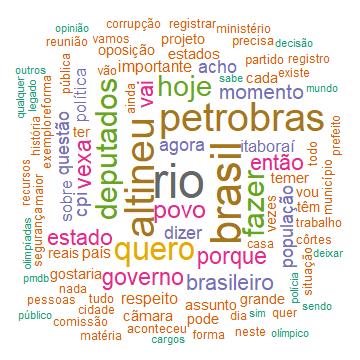 opinião
corrupção
registrar
ministério
reunião
vamos
projeto
precisa
decisão
oposição
estados
outros
pública
vão
importante
acho
partido
registro
política
vai
hoje
cada
existe
qualquer
legado
reforma
ainda
momento
sabe
mundo
história
exemplo
questão
deputados
petrobras
prefeito
ter
vexa
agora
itaboraí
todo
recursos
segurança
maior
sobre
cpi
altineu
rio
brasil
fazer
então
temer
município
povo
população
vezes
vou
têm
trabalho
olimpíadas
estado
dizer
casa
côrtes
deixar
reais
país
quero
porque
situação
pmdb
gostaria
governo
brasileiro
polícia
nada
pessoas
tudo
respeito
assunto
grande
sendo
público
cidade
câmara
pode
dia
sim
quer
comissão
aconteceu
forma
neste
olímpico
matéria
cargos